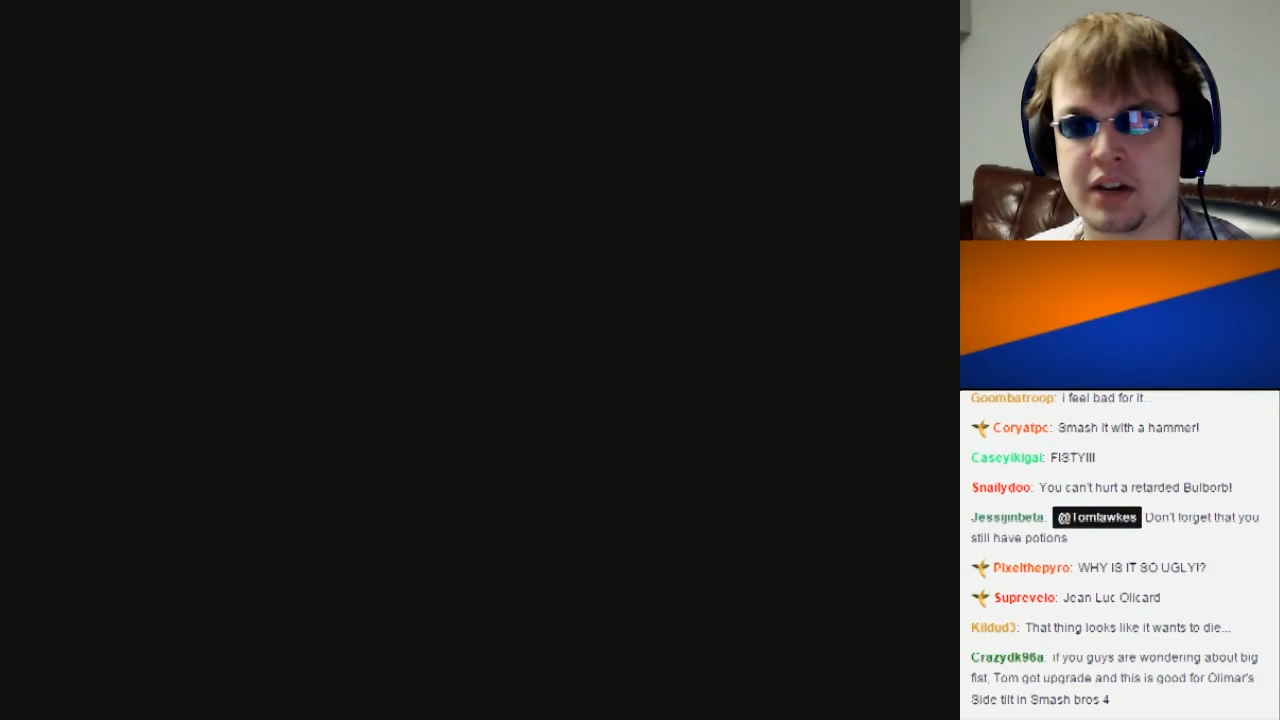 Goombatroop: i feel bad for it...
Coryatpc: Smash it with a hammer!
Caseyikigai: FISTY!!!
Snailydoo: You can't hurt a retarded Bulborb!
Jessijinbeta: @Tomfawkes Don't forget that you
still have potions
Pixelthepyro: WHY IS IT SO UGLY!?
Suprevelo: Jean Luc Olicard
Kildud3: That thing looks like it wants to die...
Crazydk96a: if you guys are wondering about big
fist, Tom got upgrade and this is good for Olimar's
Side tilt in Smash bros 4